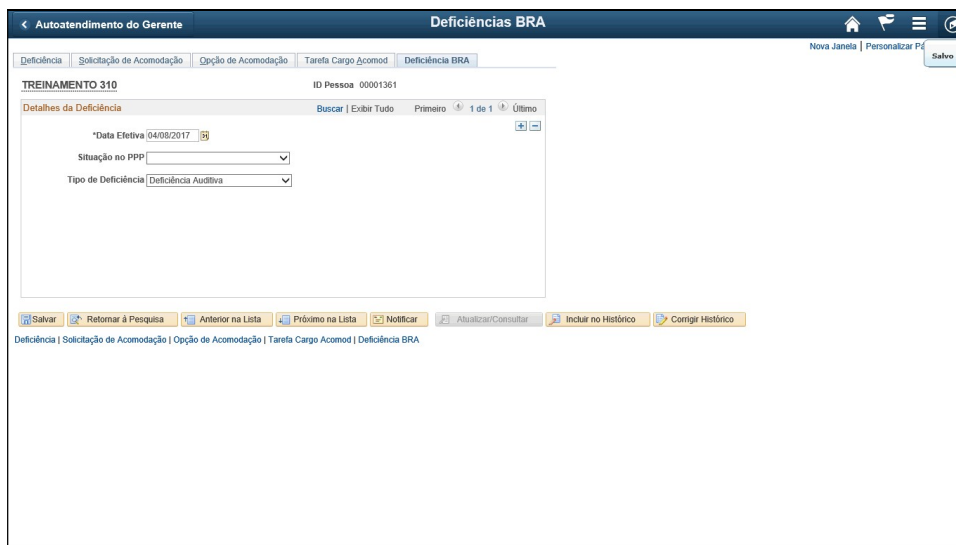 Autoatendimento do Gerente
Deficiências BRA
Nova Janela | Personalizar Pá
Salvo
Deficiência Solicitação de Acomodação Opção de Acomodação Tarefa Cargo Acomod Deficiência BRA
TREINAMENTO 310 ID Pessoa 00001361
Detalhes da Deficiência Buscar | Exibir Tudo Primeiro 1 de 1 Último
*Data Efetiva 04/08/2017
Situação no PPP
Tipo de Deficiência Deficiência Auditiva
Salvar Retornar à Pesquisa Anterior na Lista Próximo na Lista Notificar Atualizar/Consultar Incluir no Histórico Corrigir Histórico
Deficiência | Solicitação de Acomodação | Opção de Acomodação | Tarefa Cargo Acomod | Deficiência BRA